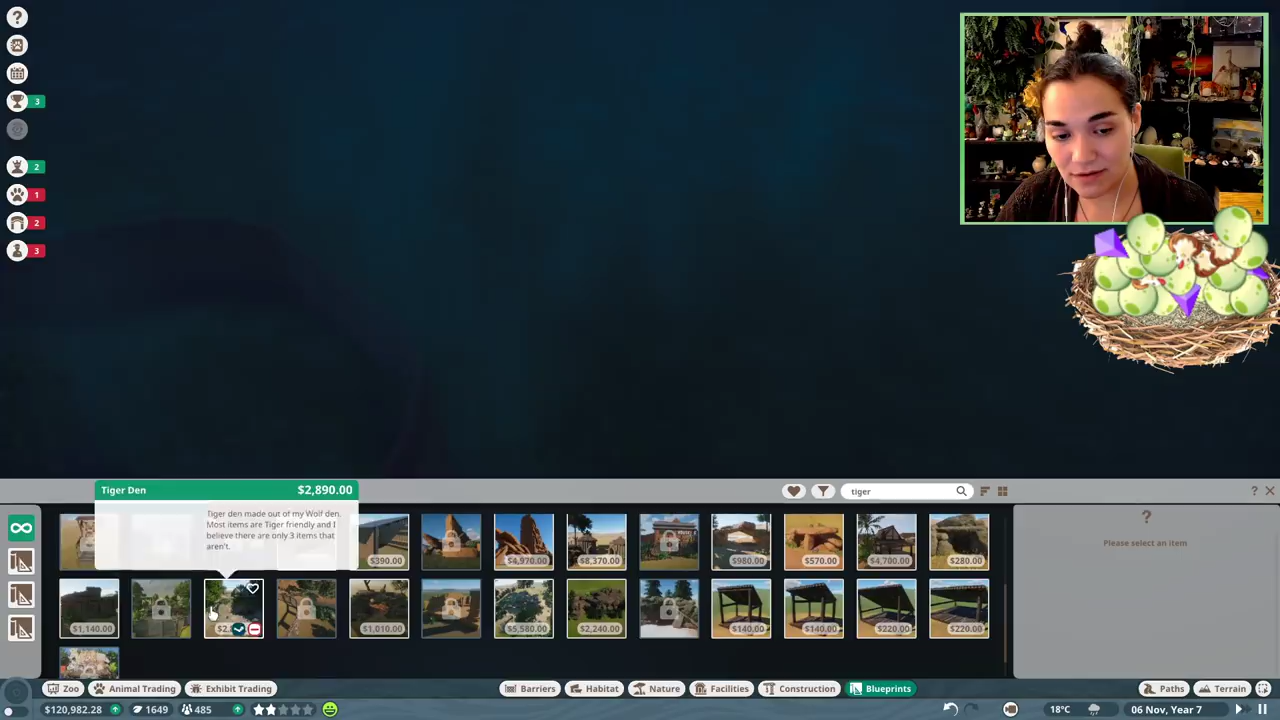 ?
3
2
1
2
3
Tiger Den $2,890.00
Tiger den made out of my Wolf den.
Most items are Tiger friendly and I
believe there are only 3 items that
aren't.
tiger
? ×
$390.00 $4,970.00 $8,370.00 $980.00 $570.00 $4,700.00 $280.00
$1,140.00 $1,010.00 $5,580.00 $2,240.00 $140.00 $140.00 $220.00 $220.00
?
Please select an item
Zoo Animal Trading Exhibit Trading Barriers Habitat Nature Facilities Construction Blueprints Paths Terrain
$120,982.28 1649 485 18°C 06 Nov, Year 7